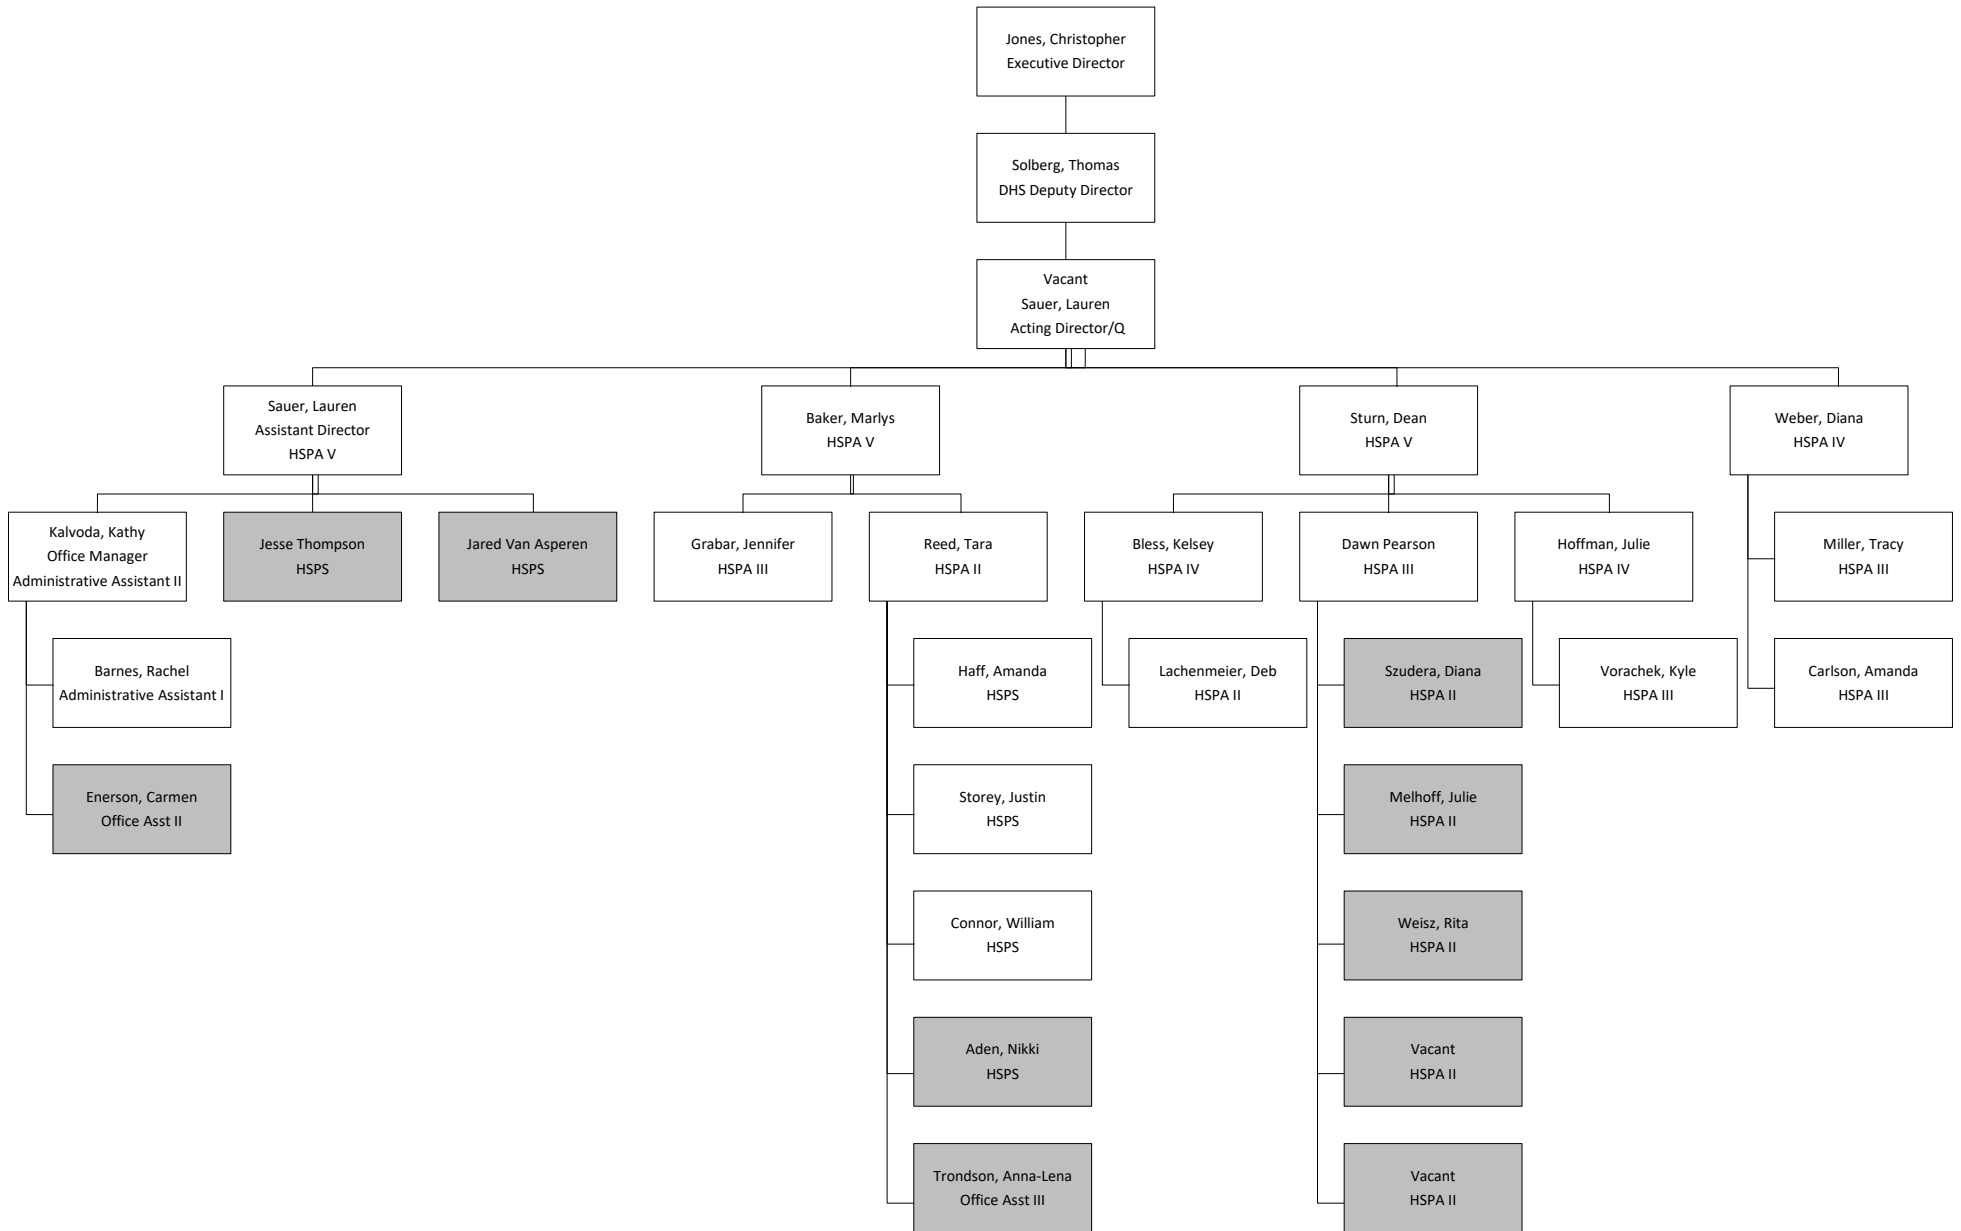 Jones, Christopher
Executive Director
Solberg, Thomas
DHS Deputy Director
Vacant
Sauer, Lauren
Acting Director/Q
Sauer, Lauren
Assistant Director
HSPA V
Baker, Marlys
HSPA V
Sturn, Dean
HSPA V
Weber, Diana
HSPA IV
Kalvoda, Kathy
Office Manager
Administrative Assistant II
Jesse Thompson
HSPS
Jared Van Asperen
HSPS
Grabar, Jennifer
HSPA III
Reed, Tara
HSPA II
Bless, Kelsey
HSPA IV
Dawn Pearson
HSPA III
Hoffman, Julie
HSPA IV
Miller, Tracy
HSPA III
Barnes, Rachel
Administrative Assistant I
Haff, Amanda
HSPS
Lachenmeier, Deb
HSPA II
Szudera, Diana
HSPA II
Vorachek, Kyle
HSPA III
Carlson, Amanda
HSPA III
Enerson, Carmen
Office Asst II
Storey, Justin
HSPS
Melhoff, Julie
HSPA II
Connor, William
HSPS
Weisz, Rita
HSPA II
Aden, Nikki
HSPS
Vacant
HSPA II
Trondson, Anna-Lena
Office Asst III
Vacant
HSPA II